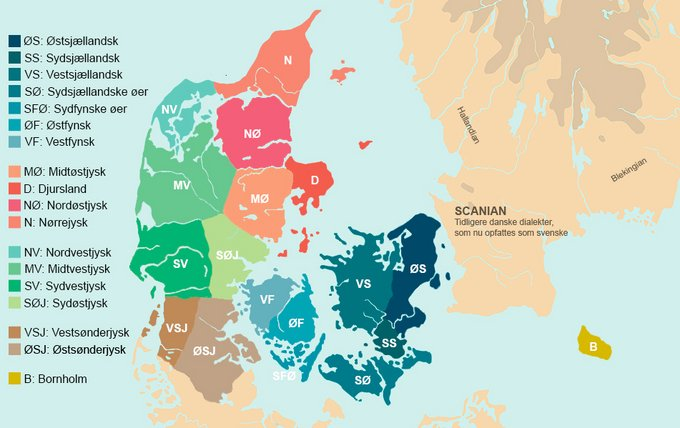 ØS: Østsjællandsk
SS: Sydsjællandsk
VS: Vestsjællandsk
SØ: Sydsjællandske øer
SFØ: Sydfynske øer
ØF: Østfynsk
VF: Vestfynsk
MØ: Midtøstjysk
D: Djursland
NØ: Nordøstjysk
N: Nørrejysk
NV: Nordvestjysk
MV: Midtvestjysk
SV: Sydvestjysk
SØJ: Sydøstjysk
VSJ: Vestsønderjysk
ØSJ: Østsønderjysk
B: Bornholm
N
NV
NØ
MV
MØ
D
SV
SØJ
VSJ
ØSJ
VF
ØF
SFØ
VS
ØS
SS
SØ
B
Hallandian
Blekingian
SCANIAN
Tidligere danske dialekter,
som nu opfattes som svenske